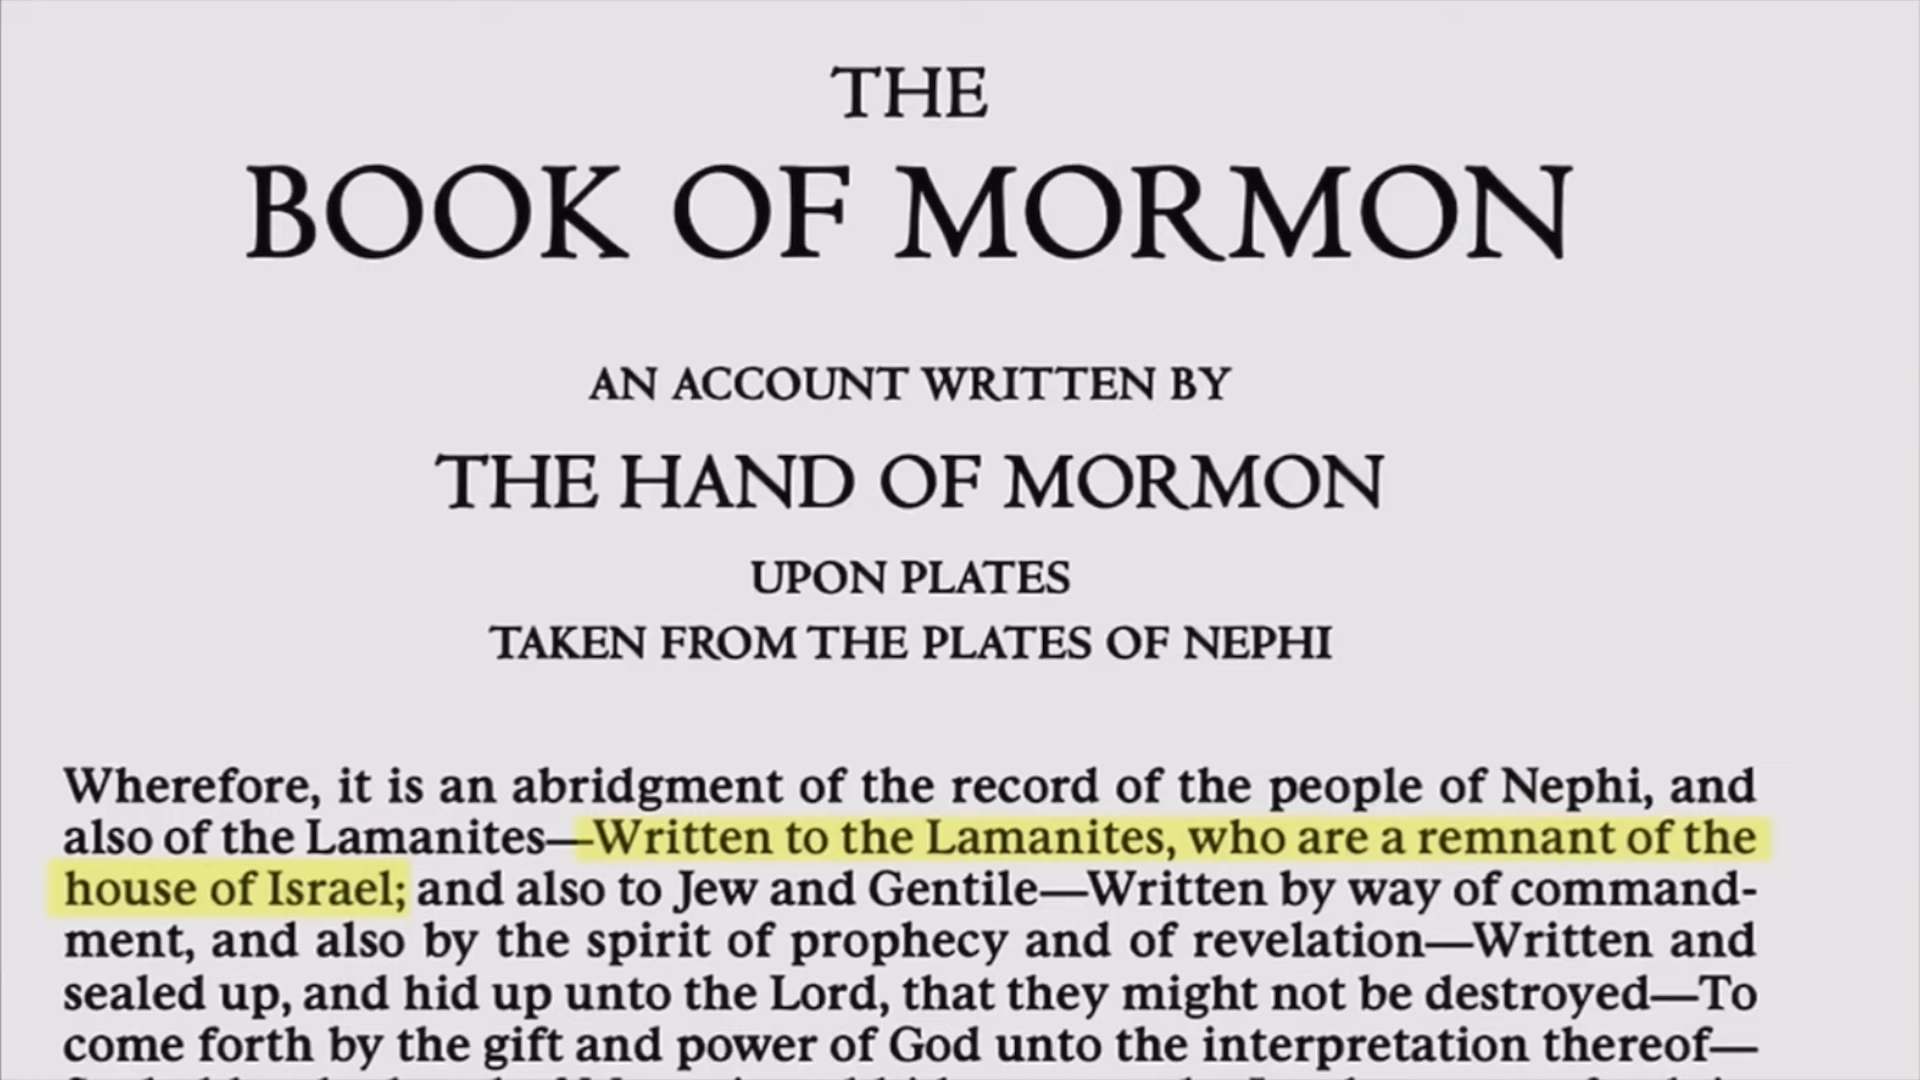 THE
BOOK OF MORMON
AN ACCOUNT WRITTEN BY
THE HAND OF MORMON
UPON PLATES
TAKEN FROM THE PLATES OF NEPHI
Wherefore, it is an abridgment of the record of the people of Nephi, and
also of the Lamanites—Written to the Lamanites, who are a remnant of the
house of Israel; and also to Jew and Gentile—Written by way of command-
ment, and also by the spirit of prophecy and of revelation—Written and
sealed up, and hid up unto the Lord, that they might not be destroyed—To
come forth by the gift and power of God unto the interpretation thereof—